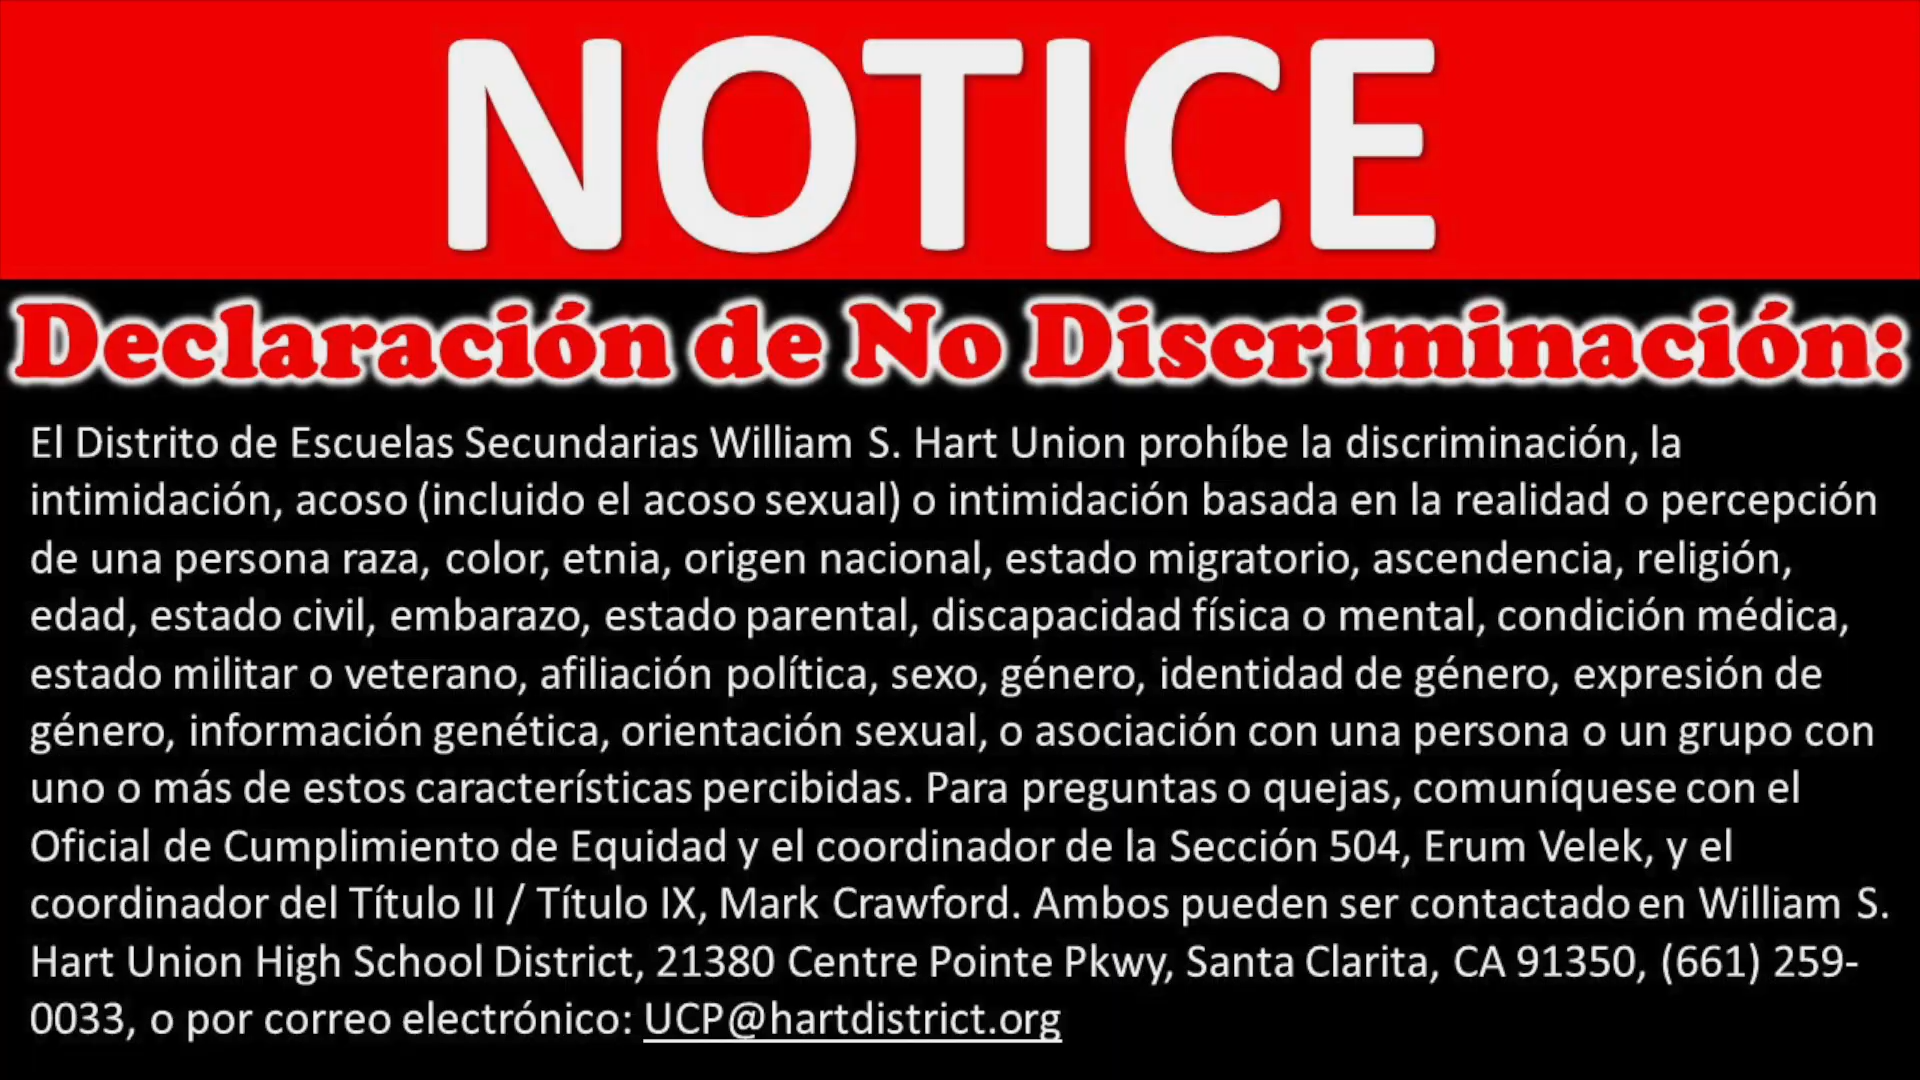 NOTICE
Declaración de No Discriminación:
El Distrito de Escuelas Secundarias William S. Hart Union prohíbe la discriminación, la
intimidación, acoso (incluido el acoso sexual) o intimidación basada en la realidad o percepción
de una persona raza, color, etnia, origen nacional, estado migratorio, ascendencia, religión,
edad, estado civil, embarazo, estado parental, discapacidad física o mental, condición médica,
estado militar o veterano, afiliación política, sexo, género, identidad de género, expresión de
género, información genética, orientación sexual, o asociación con una persona o un grupo con
uno o más de estos características percibidas. Para preguntas o quejas, comuníquese con el
Oficial de Cumplimiento de Equidad y el coordinador de la Sección 504, Erum Velek, y el
coordinador del Título II / Título IX, Mark Crawford. Ambos pueden ser contactado en William S.
Hart Union High School District, 21380 Centre Pointe Pkwy, Santa Clarita, CA 91350, (661) 259-
0033, o por correo electrónico: UCP@hartdistrict.org